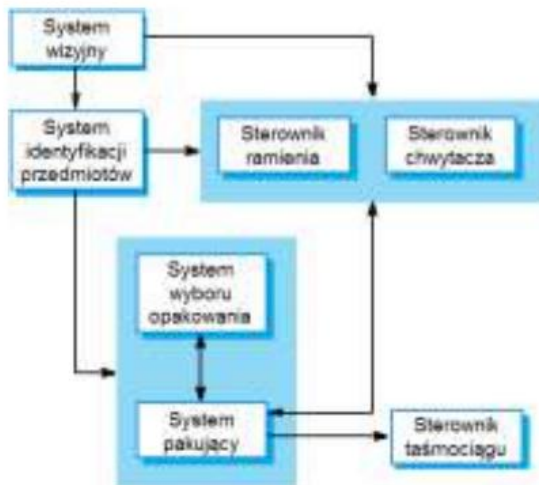 System
wizyjny
System
identyfikacji
przedmiotów
Sterownik
ramienia
Sterownik
chwytacza
System
wyboru
opakowania
System
pakujący
Sterownik
taśmociągu